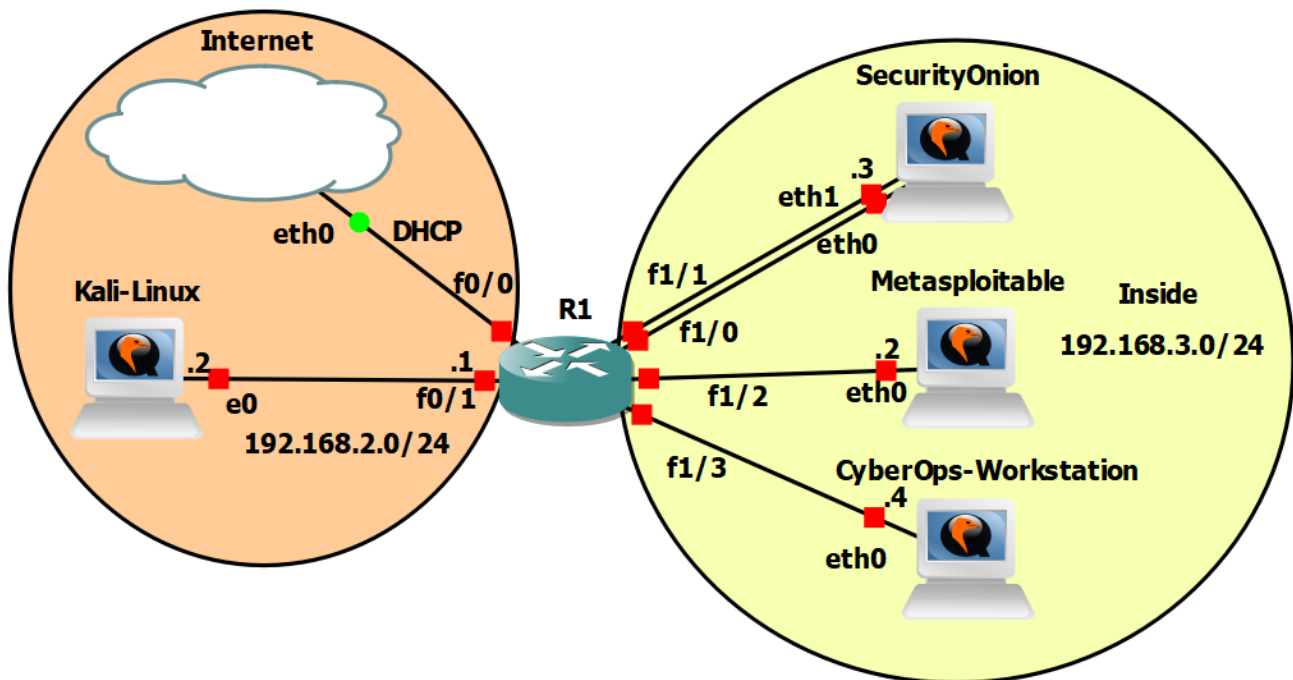 Internet
eth0
DHCP
f0/0
Kali-Linux
.2
e0
.1
f0/1
192.168.2.0/24
R1
SecurityOnion
.3
eth1
eth0
f1/1
f1/0
Metasploitable
.2
eth0
f1/2
Inside
192.168.3.0/24
CyberOps-Workstation
.4
f1/3
eth0